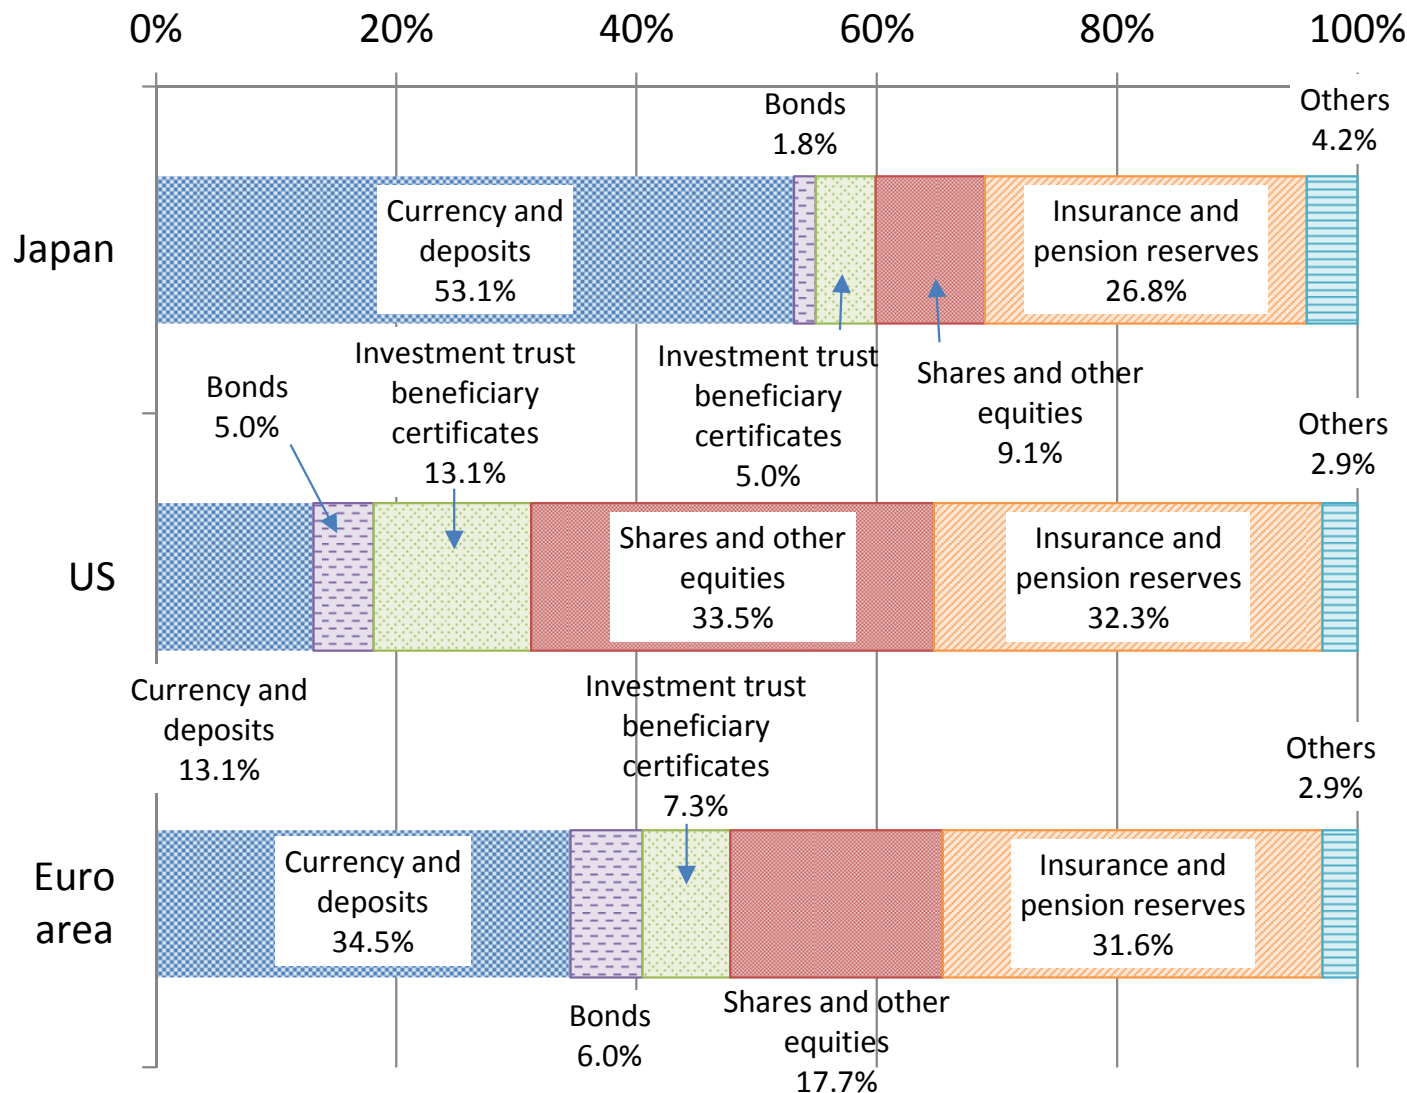 0% 20% 40% 60% 80% 100%
Bonds
1.8%
Others
4.2%
Japan
Currency and
deposits
53.1%
Insurance and
pension reserves
26.8%
Investment trust
beneficiary
certificates
5.0%
Shares and other
equities
9.1%
Bonds
5.0%
Investment trust
beneficiary
certificates
13.1%
Others
2.9%
US
Shares and other
equities
33.5%
Insurance and
pension reserves
32.3%
Currency and
deposits
13.1%
Investment trust
beneficiary
certificates
7.3%
Others
2.9%
Euro
area
Currency and
deposits
34.5%
Insurance and
pension reserves
31.6%
Bonds
6.0%
Shares and other
equities
17.7%